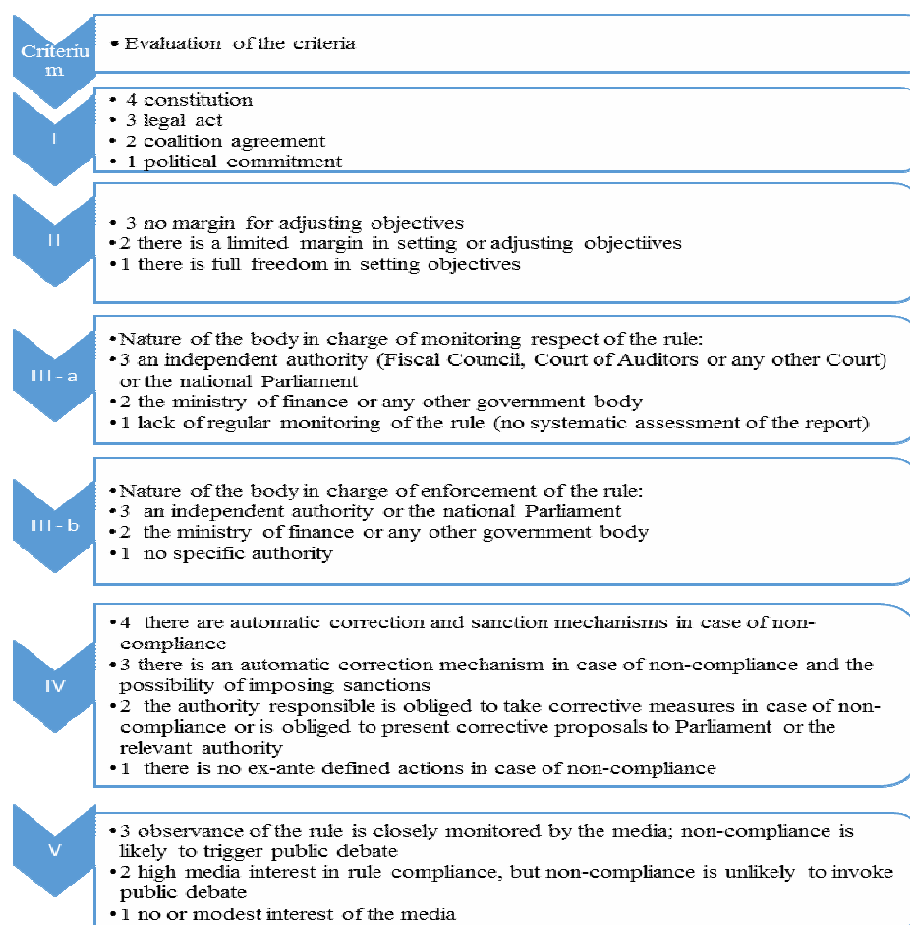 Criteriu
m
• Evaluation of the criteria
I
• 4 constitution
• 3 legal act
• 2 coalition agreement
• 1 political commitment
II
• 3 no margin for adjusting objectives
• 2 there is a limited margin in setting or adjusting objectiives
• 1 there is full freedom in setting objectives
III - a
• Nature of the body in charge of monitoring respect of the rule:
• 3 an independent authority (Fiscal Council, Court of Auditors or any other Court)
or the national Parliament
• 2 the ministry of finance or any other government body
• 1 lack of regular monitoring of the rule (no systematic assessment of the report)
III - b
• Nature of the body in charge of enforcement of the rule:
• 3 an independent authority or the national Parliament
• 2 the ministry of finance or any other government body
• 1 no specific authority
IV
• 4 there are automatic correction and sanction mechanisms in case of non-
compliance
• 3 there is an automatic correction mechanism in case of non-compliance and the
possibility of imposing sanctions
• 2 the authority responsible is obliged to take corrective measures in case of non-
compliance or is obliged to present corrective proposals to Parliament or the
relevant authority
• 1 there is no ex-ante defined actions in case of non-compliance
V
• 3 observance of the rule is closely monitored by the media; non-compliance is
likely to trigger public debate
• 2 high media interest in rule compliance, but non-compliance is unlikely to invoke
public debate
• 1 no or modest interest of the media